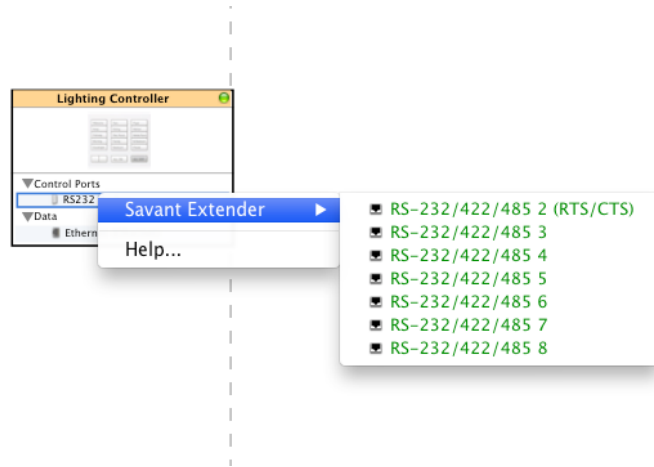 Lighting Controller
Control Ports
RS232
Data
Savant Extender
Help...
RS-232/422/485 2 (RTS/CTS)
RS-232/422/485 3
RS-232/422/485 4
RS-232/422/485 5
RS-232/422/485 6
RS-232/422/485 7
RS-232/422/485 8
Ethern